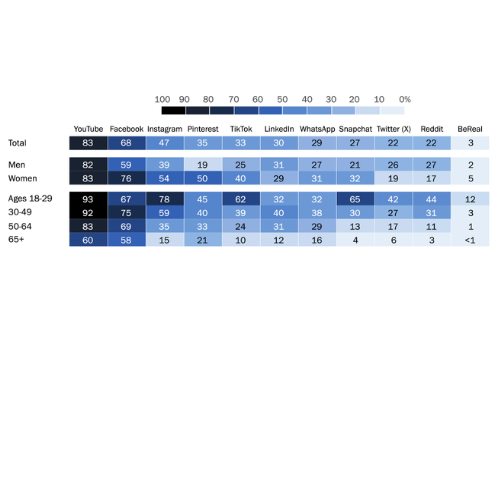 100 90 80 70 60 50 40 30 20 10 0%
YouTube Facebook Instagram Pinterest TikTok LinkedIn WhatsApp Snapchat Twitter (X) Reddit BeReal
Total 83 68 47 35 33 30 29 27 22 22 3
Men 82 59 39 19 25 31 27 21 26 27 2
Women 83 76 54 50 40 29 31 32 19 17 5
Ages 18-29 93 67 78 45 62 32 32 65 42 44 12
30-49 92 75 59 40 39 40 38 30 27 31 3
50-64 83 69 35 33 24 31 29 13 17 11 1
65+ 60 58 15 21 10 12 16 4 6 3 <1